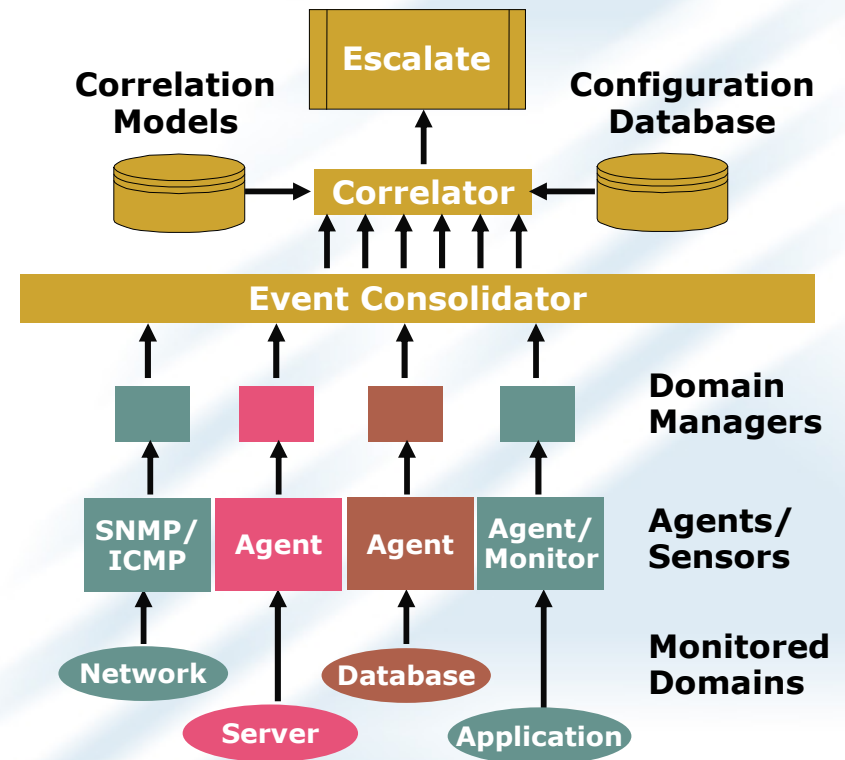 Escalate
Correlation
Models
Configuration
Database
Correlator
Event Consolidator
Domain
Managers
SNMP/
ICMP
Agent
Agent
Agent/
Monitor
Agents/
Sensors
Network
Server
Database
Application
Monitored
Domains